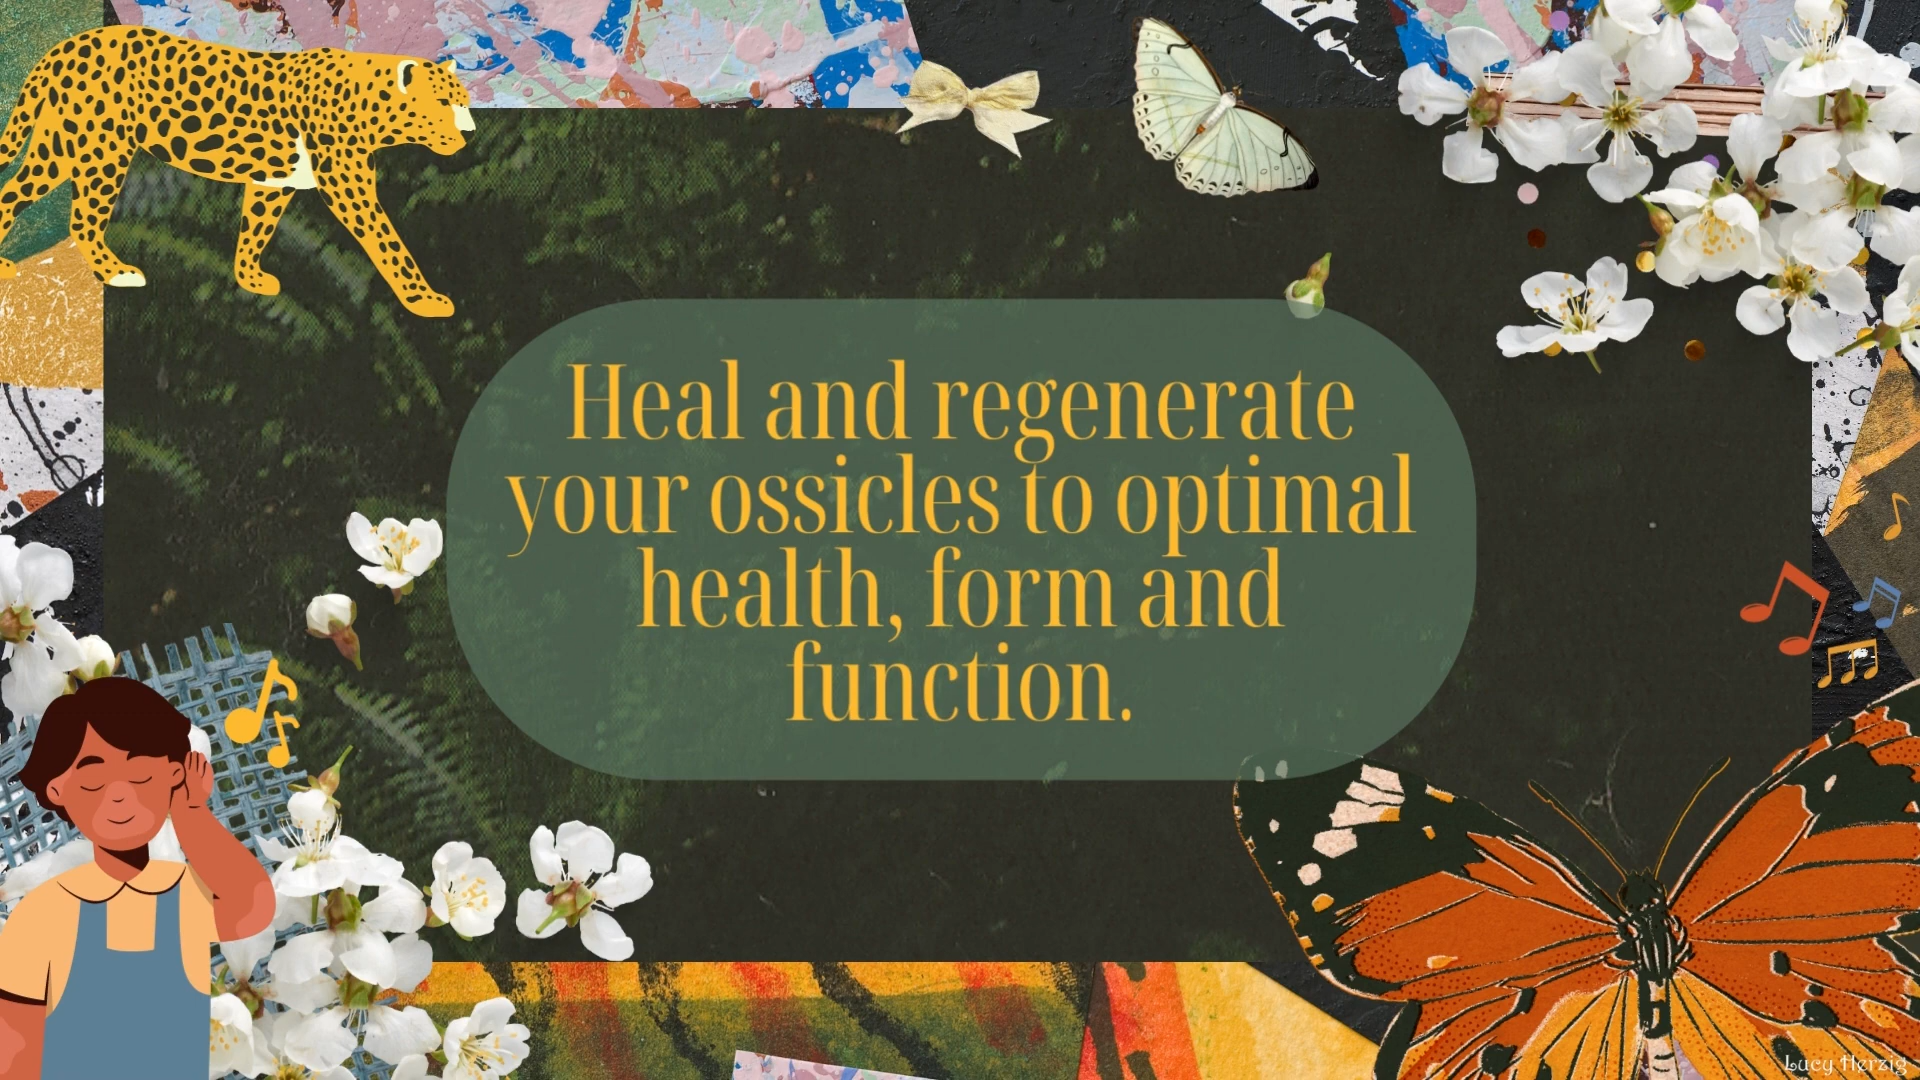 Heal and regenerate
your ossicles to optimal
health, form and
function.
Lucy Herzig